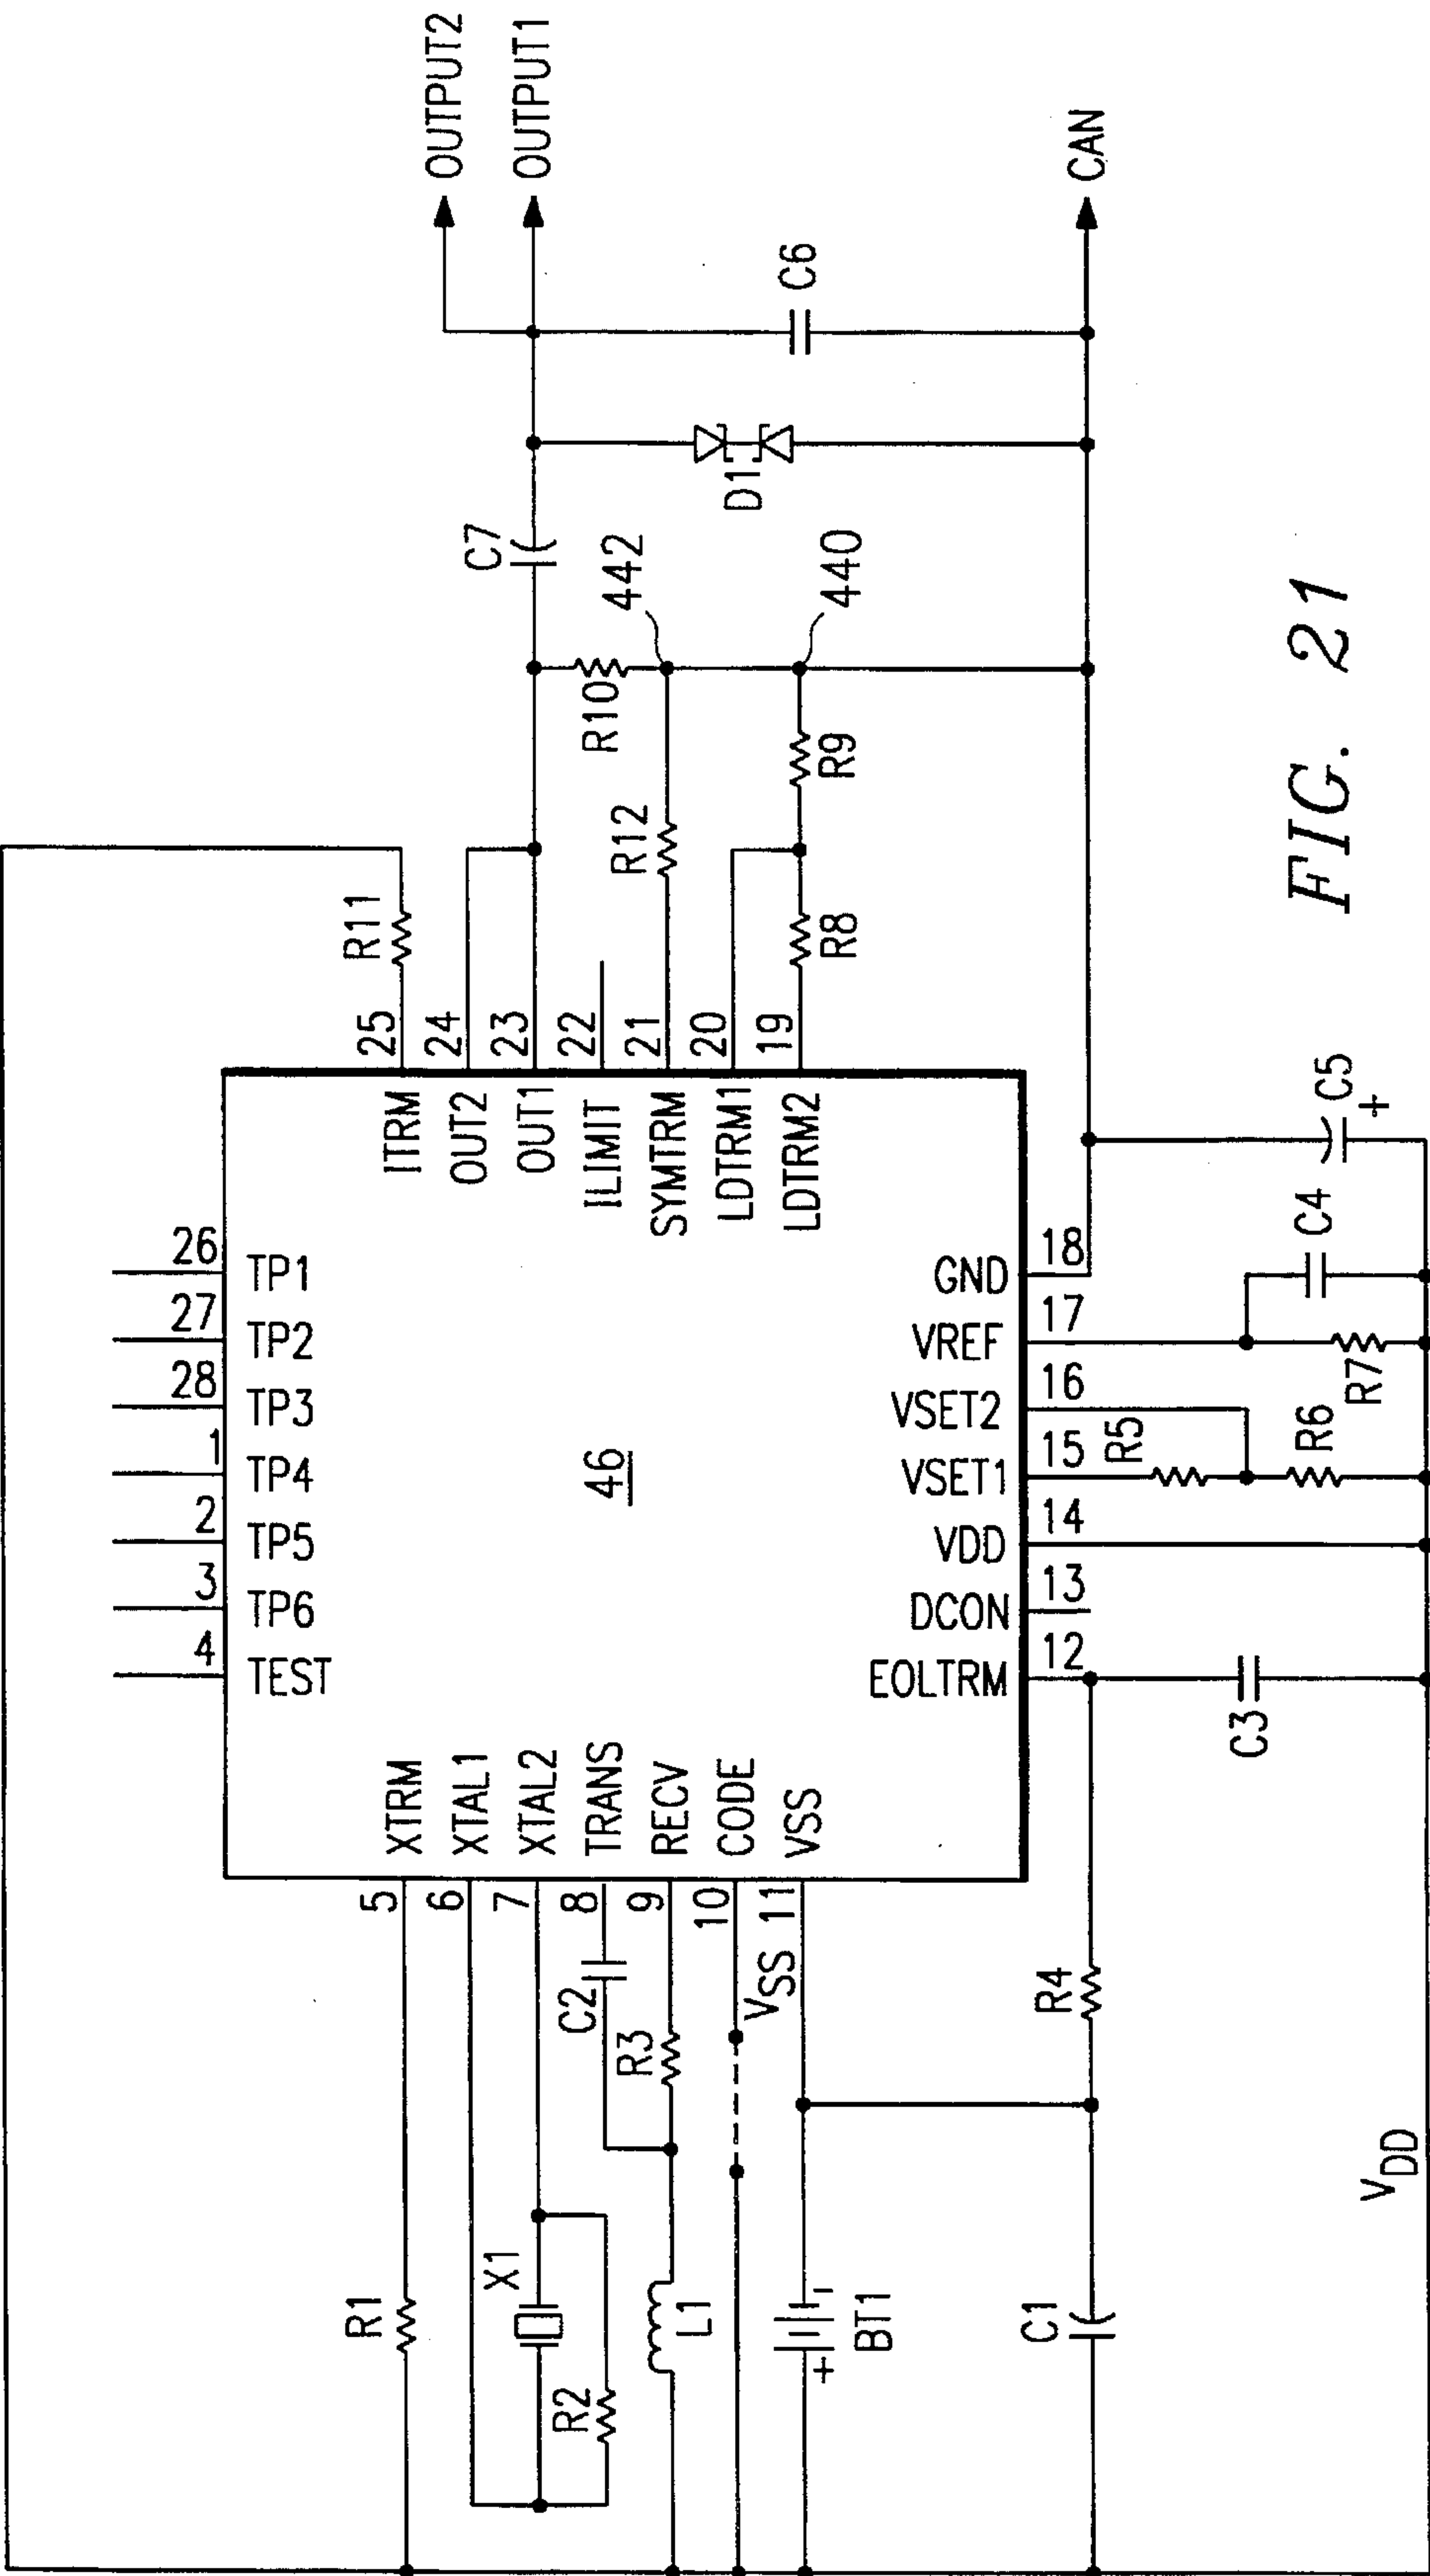 OUTPUT2
OUTPUT1
CAN
C6
D1
C7
442
440
R10
R12
R9
R8
R11
25
24
23
22
21
20
19
ITRM
OUT2
OUT1
ILIMIT
SYMTRM
LDTRM1
LDTRM2
26 TP1
27 TP2
28 TP3
1 TP4
2 TP5
3 TP6
4 TEST
46
GND 18
VREF 17
VSET2 16
VSET1 15
VDD 14
DCON 13
EOLTRM 12
C5
+
C4
R7
R6
R5
C3
XTRM
XTAL1
XTAL2
TRANS
RECV
CODE
VSS
5
6
7
8
9
10
11
VSS
C2
R3
R4
R1
X1
R2
L1
+
-
BT1
C1
VDD
FIG. 21